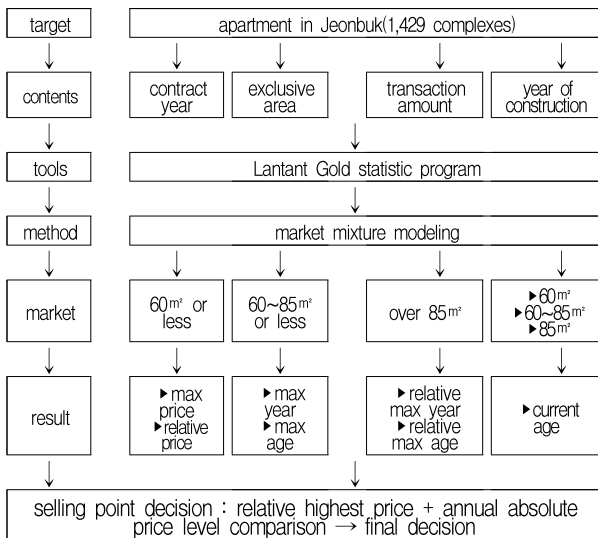 target
apartment in Jeonbuk(1,429 complexes)
contents
contract
year
exclusive
area
transaction
amount
year of
construction
tools
Lantant Gold statistic program
method
market mixture modeling
market
60㎡ or
less
60~85㎡
or less
over 85㎡
▶60㎡
▶60~85㎡
▶85㎡
result
▶max
price
▶relative
price
▶max
year
▶max
age
▶relative
max year
▶relative
max age
▶current
age
selling point decision : relative highest price + annual absolute
price level comparison → final decision